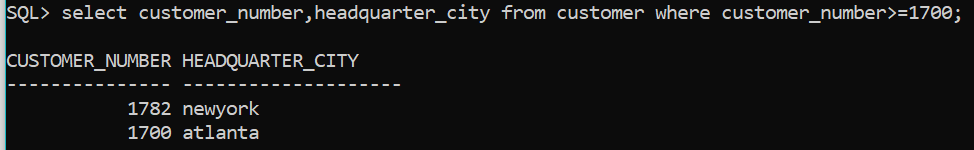 SQL> select customer_number,headquarter_city from customer where customer_number>=1700;
CUSTOMER_NUMBER HEADQUARTER_CITY
--------------- --------------------
           1782 newyork
           1700 atlanta